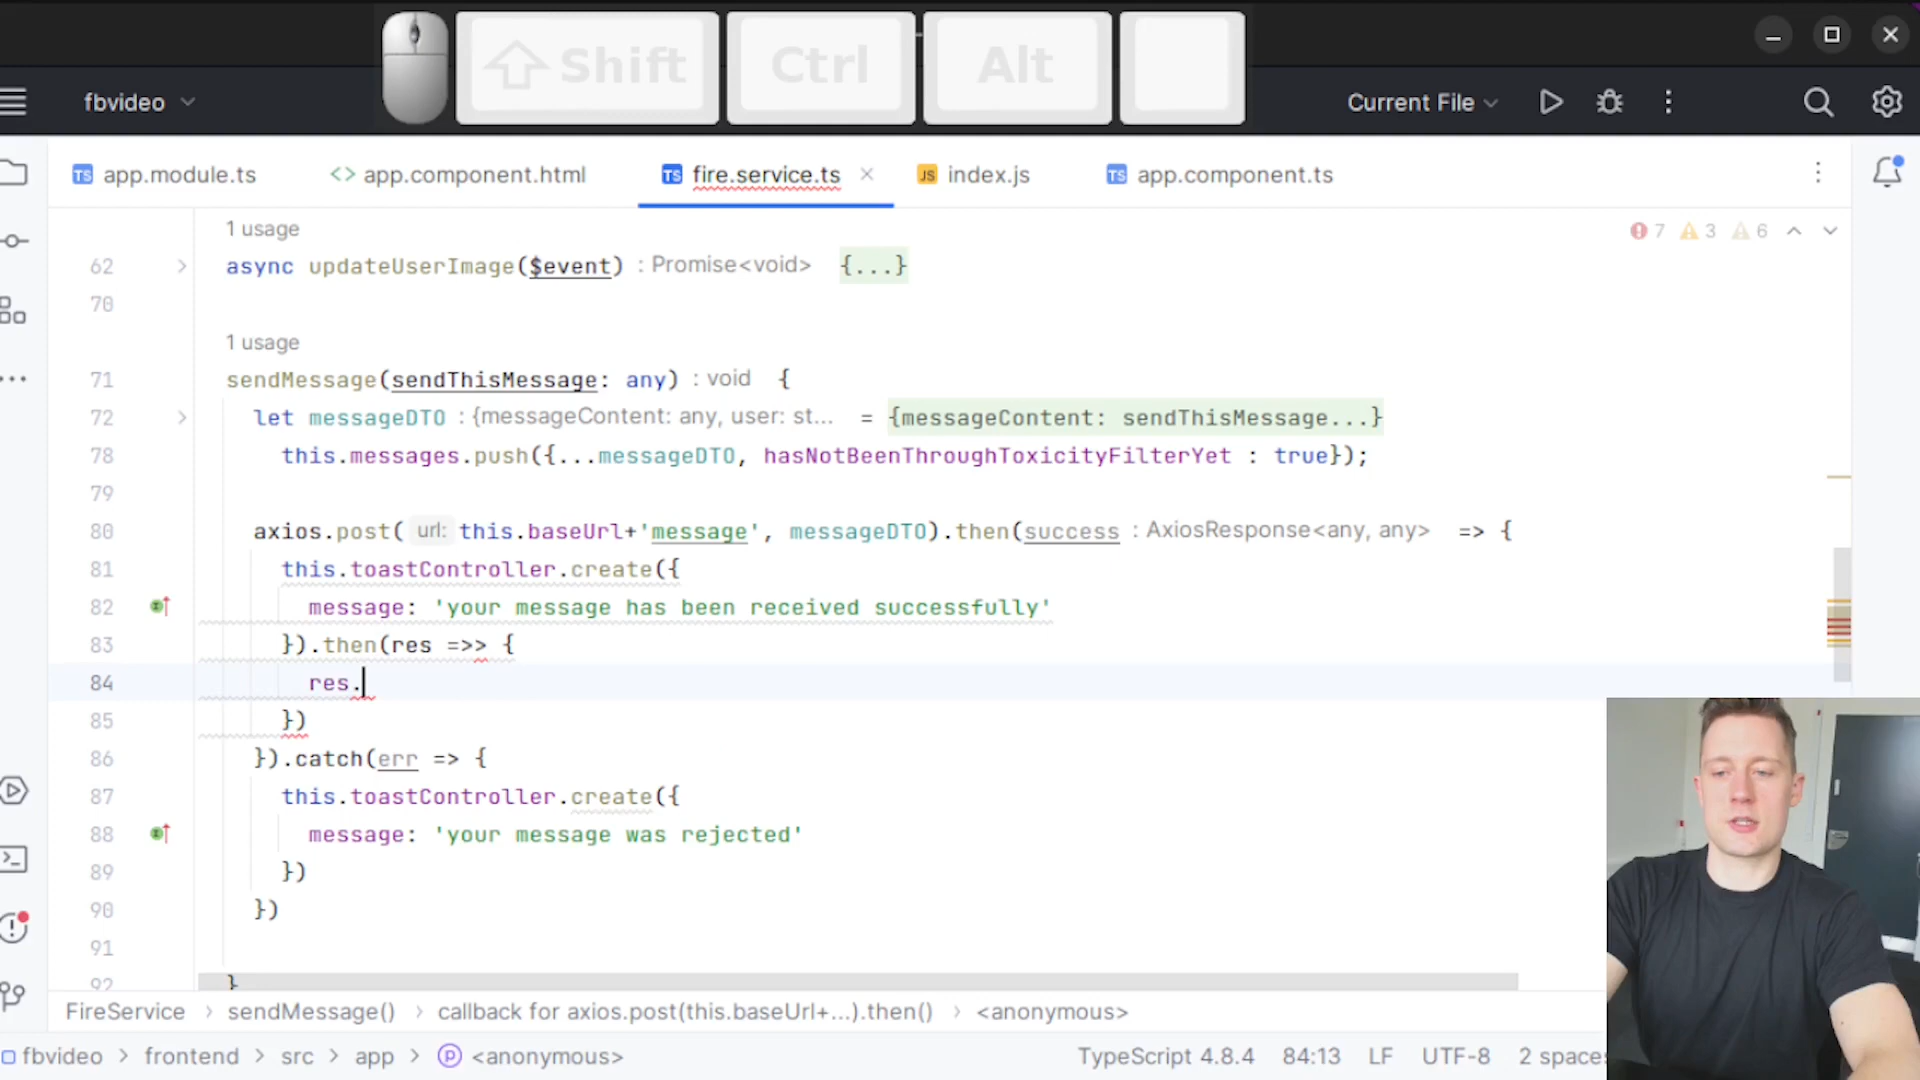 Shift Ctrl Alt
fbvideo Current File
app.module.ts <> app.component.html fire.service.ts index.js app.component.ts
1 usage 7 3 6
62 async updateUserImage($event) : Promise<void> {...}
70
1 usage
71 sendMessage(sendThisMessage: any) : void {
72 let messageDTO : {messageContent: any, user: st... = {messageContent: sendThisMessage...}
78 this.messages.push({...messageDTO, hasNotBeenThroughToxicityFilterYet : true});
79
80 axios.post( url: this.baseUrl+'message', messageDTO).then(success : AxiosResponse<any, any> => {
81 this.toastController.create({
82 message: 'your message has been received successfully'
83 }).then(res =>> {
84 res.
85 })
86 }).catch(err => {
87 this.toastController.create({
88 message: 'your message was rejected'
89 })
90 })
91
92 }
FireService > sendMessage() > callback for axios.post(this.baseUrl+...).then() > <anonymous>
fbvideo > frontend > src > app > <anonymous> TypeScript 4.8.4 84:13 LF UTF-8 2 spaces